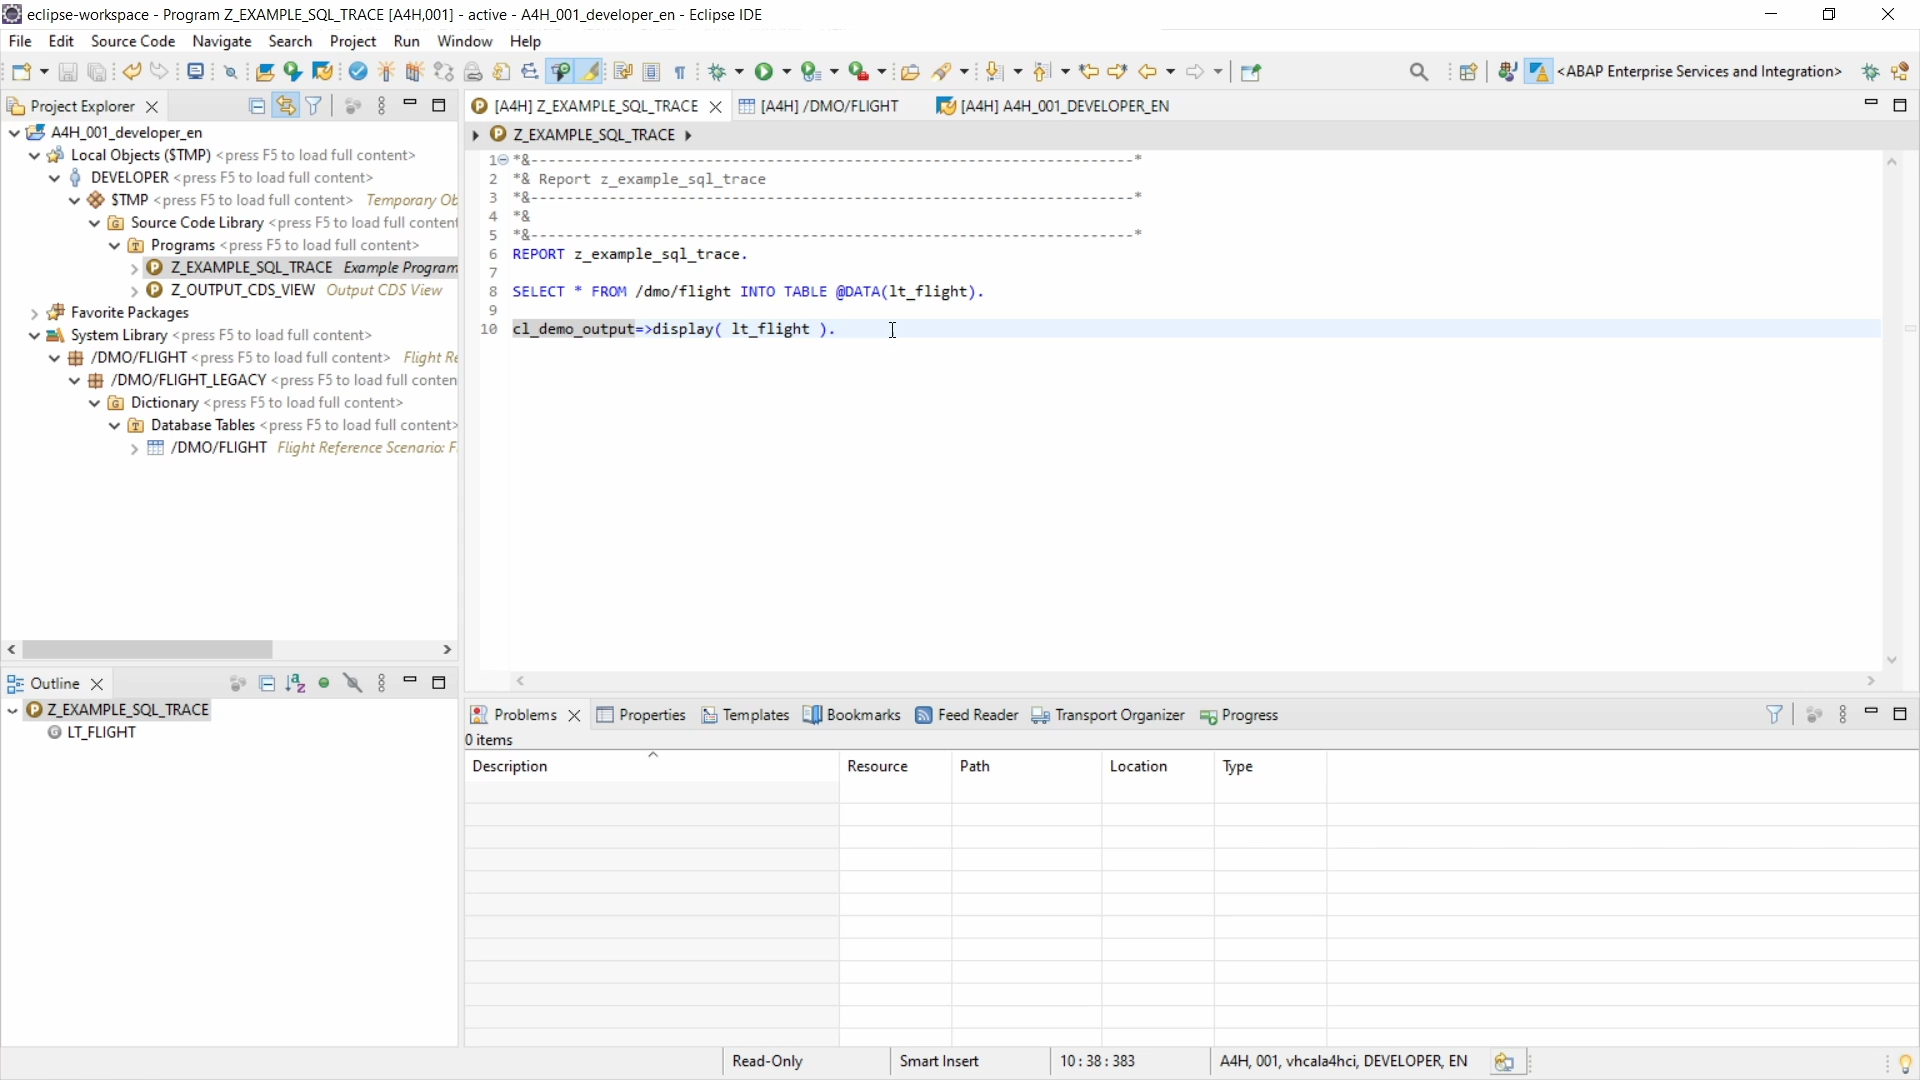 eclipse-workspace - Program Z_EXAMPLE_SQL_TRACE [A4H,001] - active - A4H_001_developer_en - Eclipse IDE
File Edit Source Code Navigate Search Project Run Window Help
<ABAP Enterprise Services and Integration>
Project Explorer
[A4H] Z_EXAMPLE_SQL_TRACE [A4H] /DMO/FLIGHT [A4H] A4H_001_DEVELOPER_EN
A4H_001_developer_en
Local Objects ($TMP) <press F5 to load full content>
DEVELOPER <press F5 to load full content>
$TMP <press F5 to load full content> Temporary Ob
Source Code Library <press F5 to load full content
Programs <press F5 to load full content>
Z_EXAMPLE_SQL_TRACE Example Program
Z_OUTPUT_CDS_VIEW Output CDS View
Favorite Packages
System Library <press F5 to load full content>
/DMO/FLIGHT <press F5 to load full content> Flight Re
/DMO/FLIGHT_LEGACY <press F5 to load full conten
Dictionary <press F5 to load full content>
Database Tables <press F5 to load full content>
/DMO/FLIGHT Flight Reference Scenario: F
Z_EXAMPLE_SQL_TRACE
1 *&---------------------------------------------------------------------*
2 *& Report z_example_sql_trace
3 *&---------------------------------------------------------------------*
4 *&
5 *&---------------------------------------------------------------------*
6 REPORT z_example_sql_trace.
7
8 SELECT * FROM /dmo/flight INTO TABLE @DATA(lt_flight).
9
10 cl_demo_output=>display( lt_flight ).
Outline
Z_EXAMPLE_SQL_TRACE
LT_FLIGHT
Problems Properties Templates Bookmarks Feed Reader Transport Organizer Progress
0 items
Description Resource Path Location Type
Read-Only Smart Insert 10 : 38 : 383 A4H, 001, vhcala4hci, DEVELOPER, EN